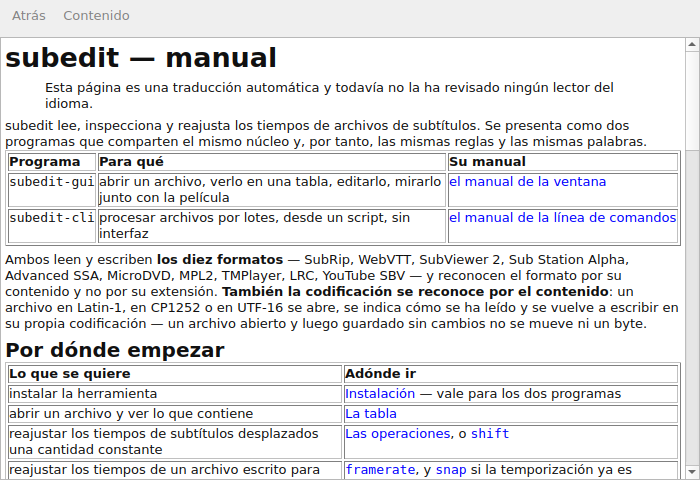 Atrás Contenido
subedit — manual
Esta página es una traducción automática y todavía no la ha revisado ningún lector del
idioma.
subedit lee, inspecciona y reajusta los tiempos de archivos de subtítulos. Se presenta como dos
programas que comparten el mismo núcleo y, por tanto, las mismas reglas y las mismas palabras.
Programa Para qué Su manual
subedit-gui abrir un archivo, verlo en una tabla, editarlo, mirarlo el manual de la ventana
junto con la película
subedit-cli procesar archivos por lotes, desde un script, sin el manual de la línea de comandos
interfaz
Ambos leen y escriben los diez formatos — SubRip, WebVTT, SubViewer 2, Sub Station Alpha,
Advanced SSA, MicroDVD, MPL2, TMPlayer, LRC, YouTube SBV — y reconocen el formato por su
contenido y no por su extensión. También la codificación se reconoce por el contenido: un
archivo en Latin-1, en CP1252 o en UTF-16 se abre, se indica cómo se ha leído y se vuelve a escribir en
su propia codificación — un archivo abierto y luego guardado sin cambios no se mueve ni un byte.
Por dónde empezar
Lo que se quiere Adónde ir
instalar la herramienta Instalación — vale para los dos programas
abrir un archivo y ver lo que contiene La tabla
reajustar los tiempos de subtítulos desplazados Las operaciones, o shift
una cantidad constante
reajustar los tiempos de un archivo escrito para framerate, y snap si la temporización ya es